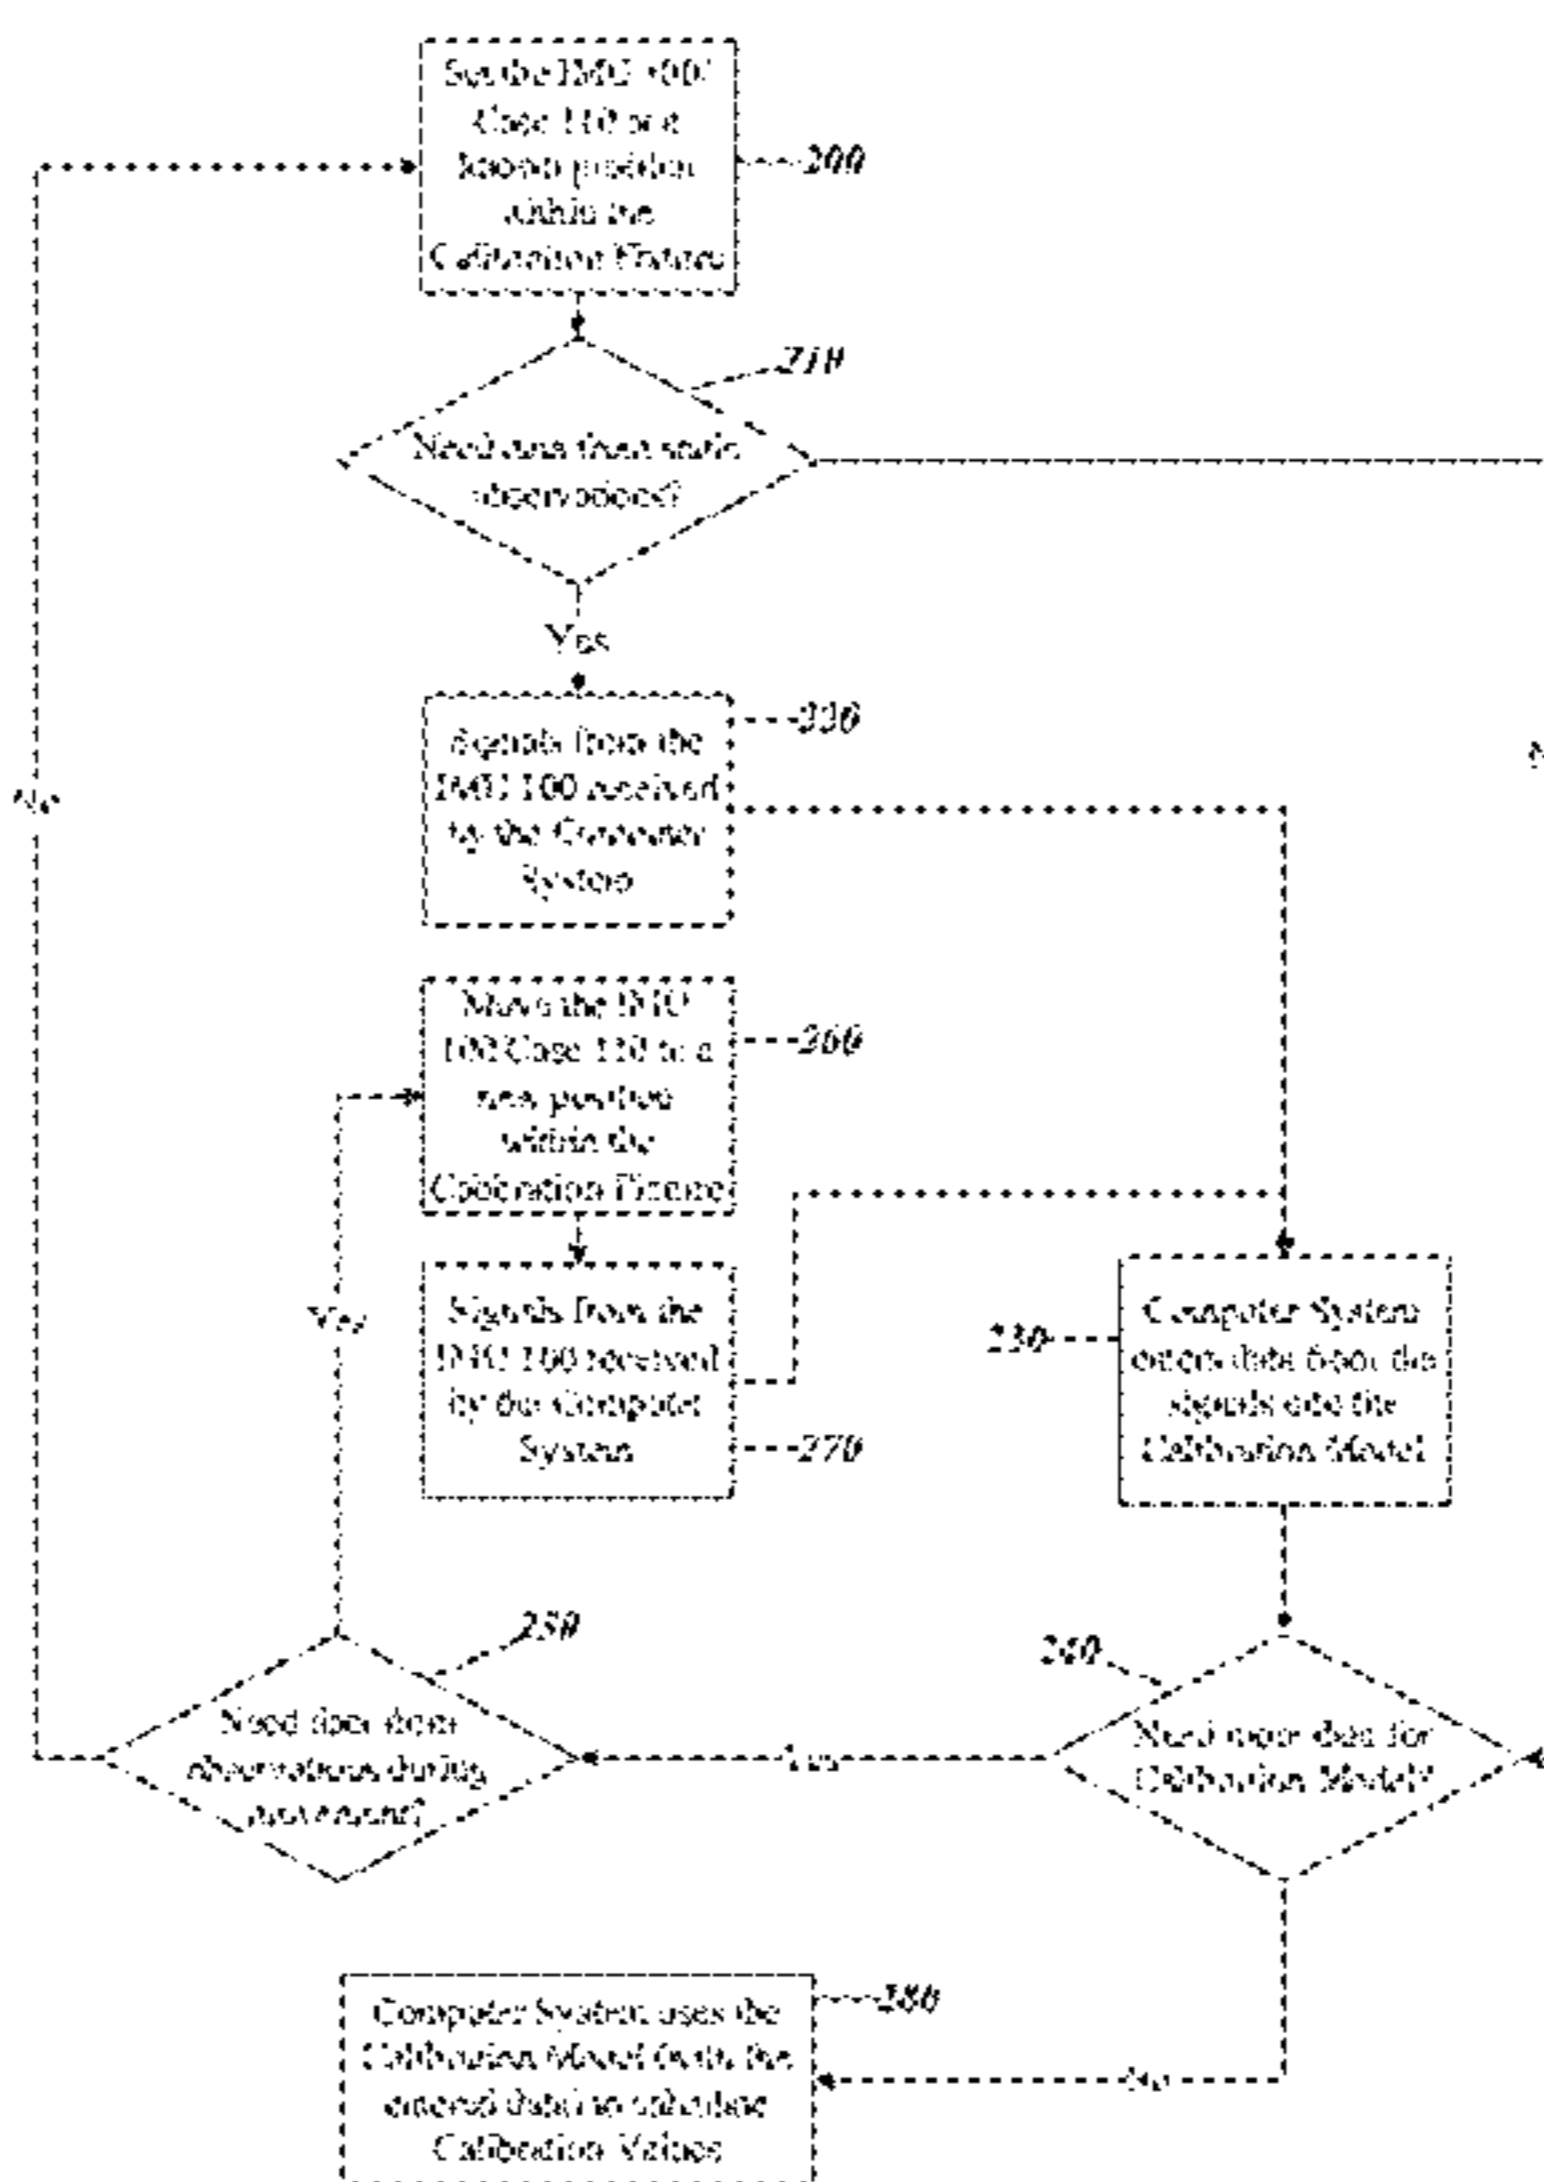 Set the IMU 100/
Case 110 to a
known position
within the
Calibration Fixture
200
210
Need data from static
observations?
Yes
Signals from the
IMU 100 received
by the Computer
System
220
No
Move the IMU
100/Case 110 to a
new position
within the
Calibration Fixture
260
Yes
Signals from the
IMU 100 received
by the Computer
System
270
230
Computer System
enters data from the
signals into the
Calibration Model
250
240
Need data from
observations during
movement?
Yes
Need more data for
Calibration Model?
Computer System uses the
Calibration Model (with the
entered data) to calculate
Calibration Values
280
No